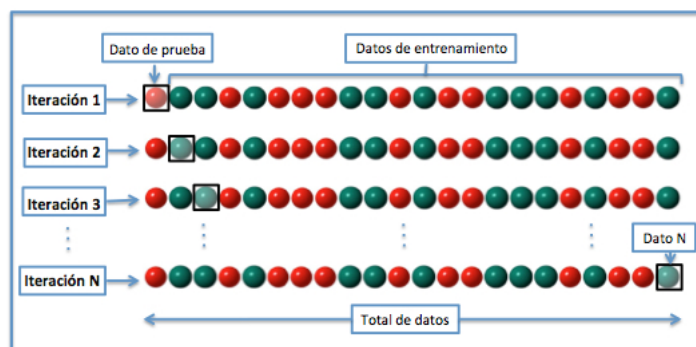 Dato de prueba
Datos de entrenamiento
Iteración 1
Iteración 2
Iteración 3
Dato N
Iteración N
Total de datos